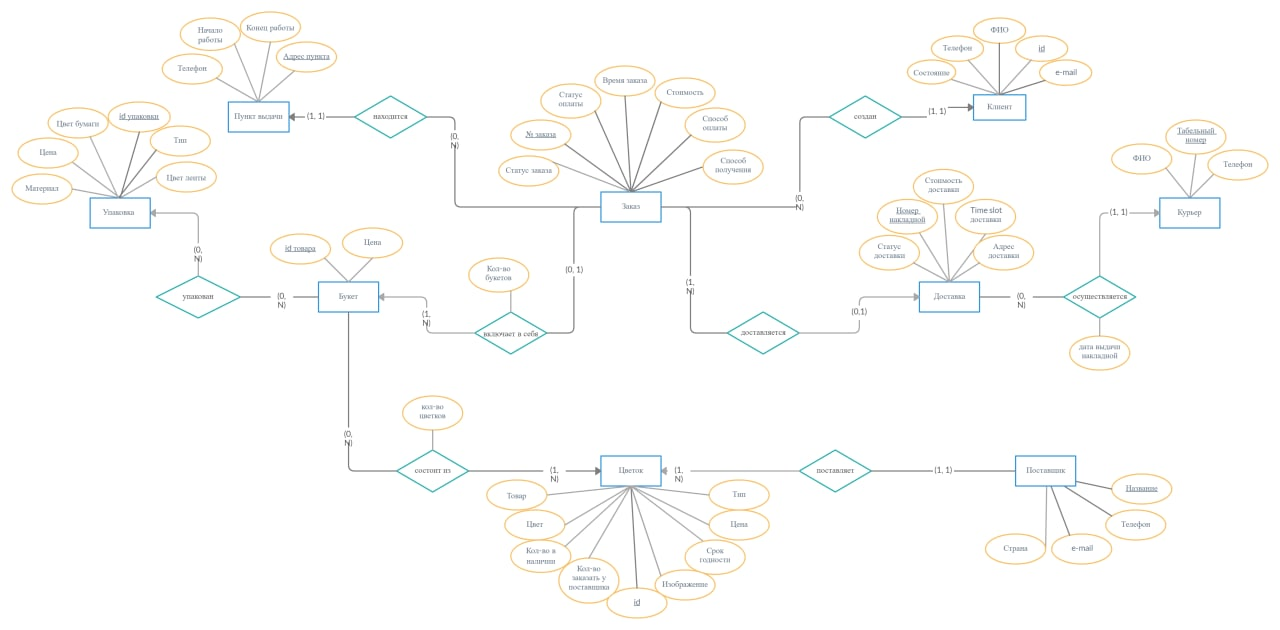 Начало
работы
Конец работы
Телефон
Адрес пункта
Пункт выдачи
(1, 1)
находится
(0,
N)
Цвет бумаги
id упаковки
Цена
Тип
Материал
Цвет ленты
Упаковка
(0,
N)
упакован
(0,
N)
id товара
Цена
Букет
(1,
N)
Кол-во
букетов
включает в себя
(0, 1)
Время заказа
Статус
оплаты
Стоимость
№ заказа
Способ
оплаты
Статус заказа
Способ
получения
Заказ
(1,
N)
(0,
N)
создан
(1, 1)
ФИО
Телефон
id
Состояние
e-mail
Клиент
доставляется
(0,1)
Стоимость
доставки
Номер
накладной
Time slot
доставки
Статус
доставки
Адрес
доставки
Доставка
(0,
N)
осуществляется
дата выдачи
накладной
(1, 1)
Табельный
номер
ФИО
Телефон
Курьер
(0,
N)
кол-во
цветков
состоит из
(1,
N)
Цветок
(1,
N)
поставляет
(1, 1)
Поставщик
Название
Телефон
e-mail
Страна
Товар
Тип
Цвет
Цена
Кол-во в
наличии
Срок
годности
Кол-во
заказать у
поставщика
Изображение
id